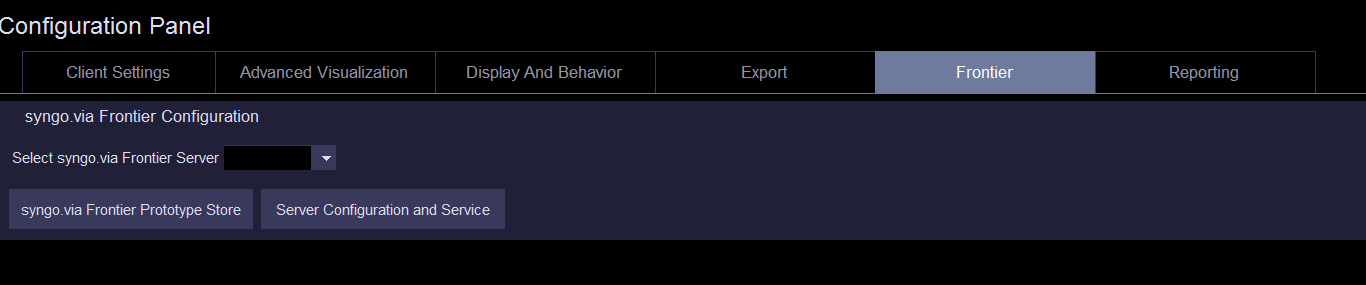 Configuration Panel
Client Settings Advanced Visualization Display And Behavior Export Frontier Reporting
syngo.via Frontier Configuration
Select syngo.via Frontier Server
syngo.via Frontier Prototype Store Server Configuration and Service